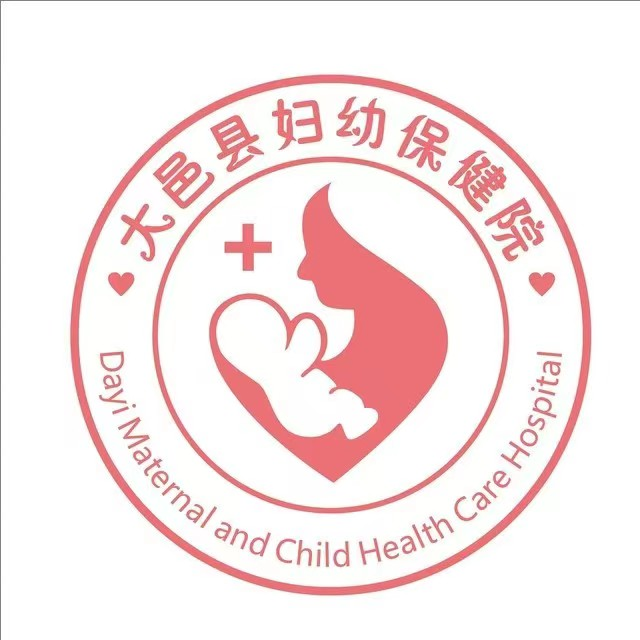 大邑县妇幼保健院
Dayi Maternal and Child Health Care Hospital